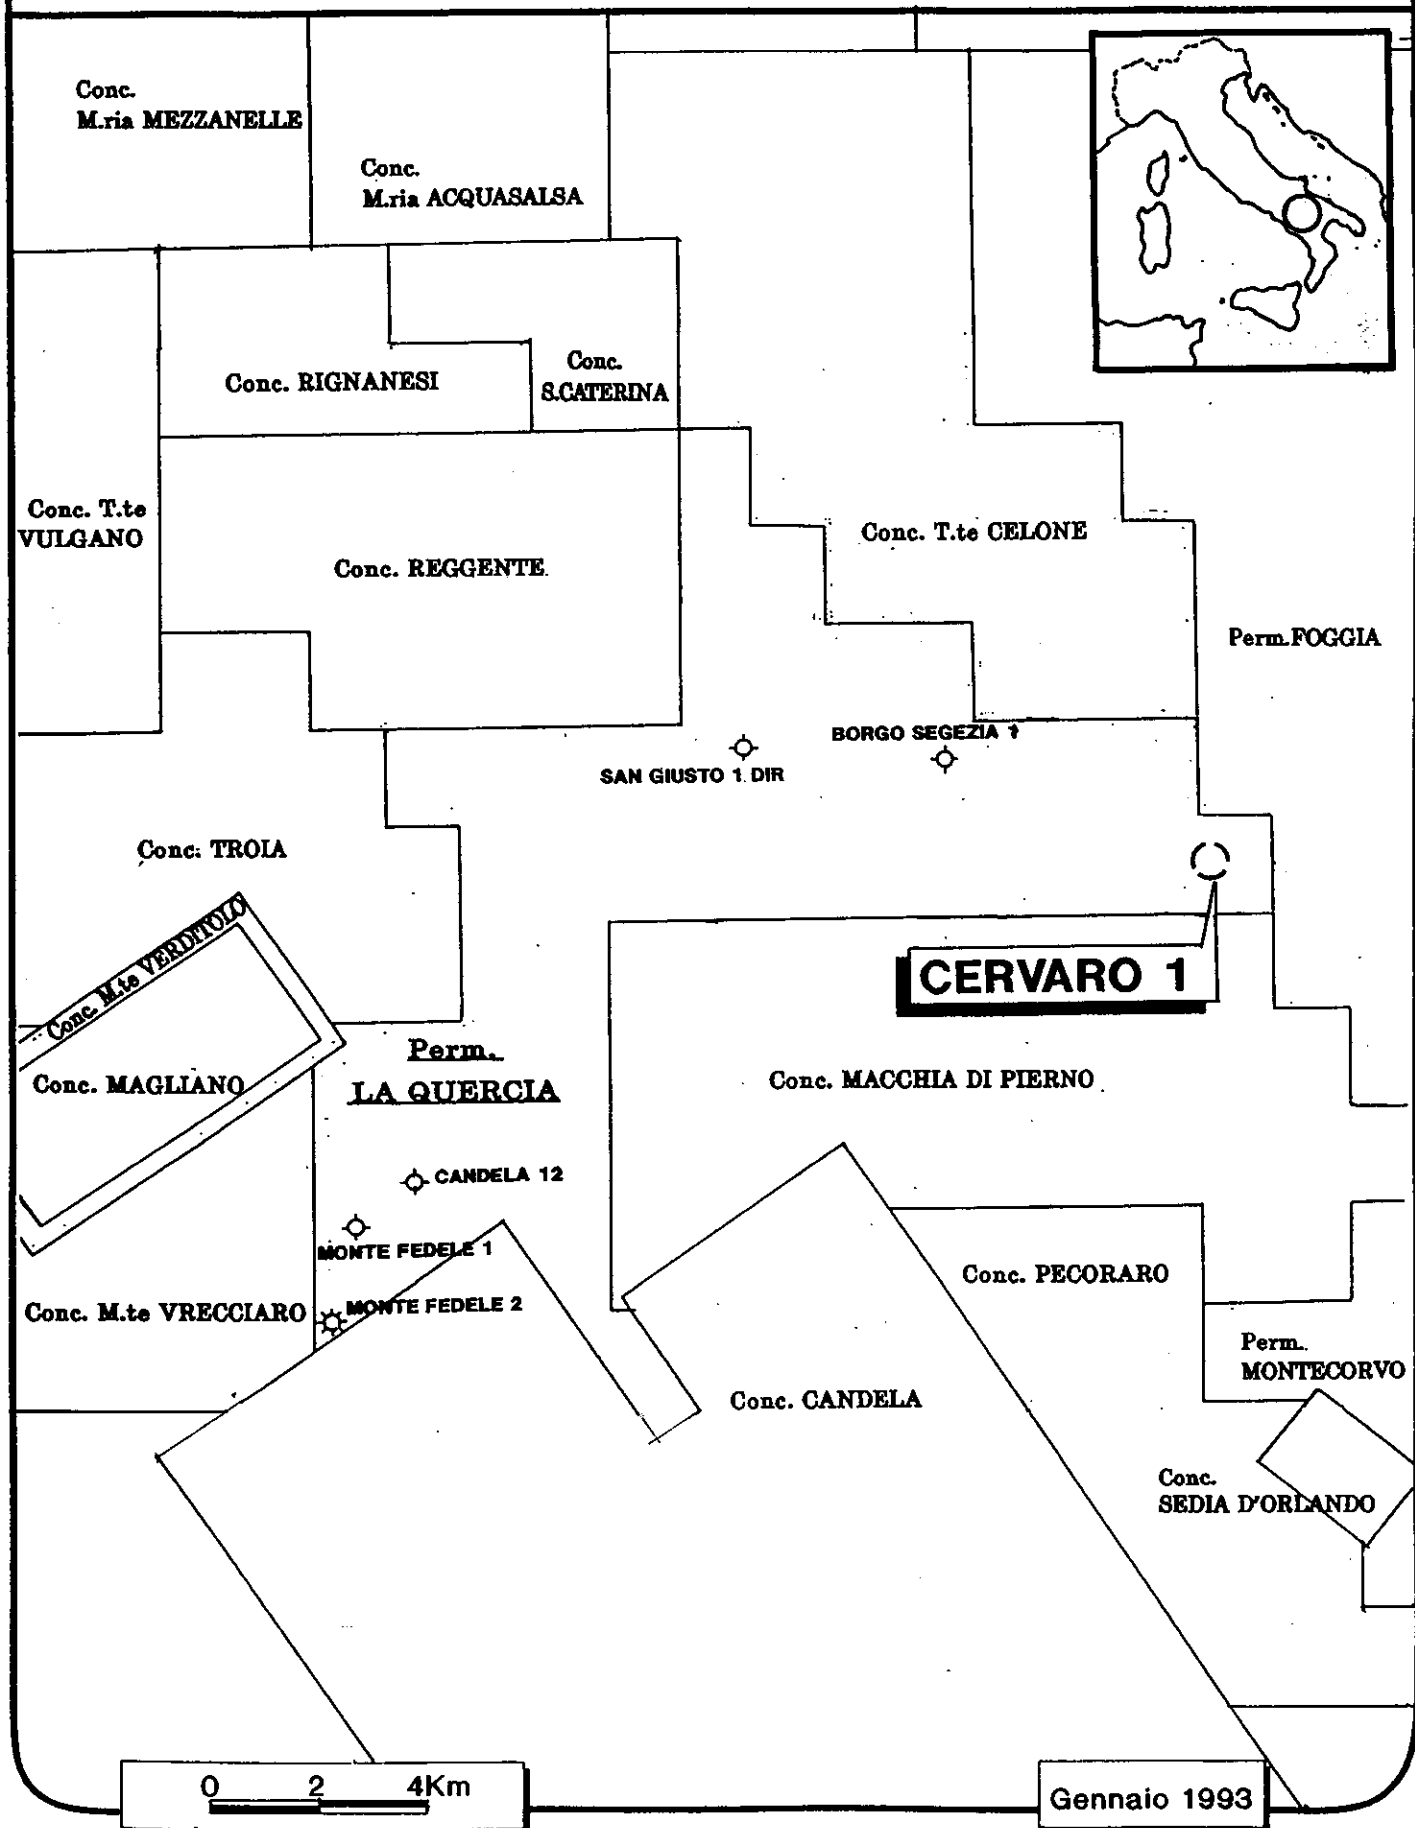 Conc.
M.ria MEZZANELLE
Conc.
M.ria ACQUASALSA
Conc. RIGNANESI
Conc.
S.CATERINA
Conc. T.te
VULGANO
Conc. REGGENTE
Conc. T.te CELONE
Perm.FOGGIA
BORGO SEGEZIA 1
SAN GIUSTO 1 DIR
Conc. TROIA
Conc. M.te VERDITOLO
CERVARO 1
Perm.
LA QUERCIA
Conc. MAGLIANO
Conc. MACCHIA DI PIERNO
CANDELA 12
MONTE FEDELE 1
Conc. PECORARO
Conc. M.te VRECCIARO
MONTE FEDELE 2
Perm.
MONTECORVO
Conc. CANDELA
Conc.
SEDIA D'ORLANDO
0 2 4Km
Gennaio 1993